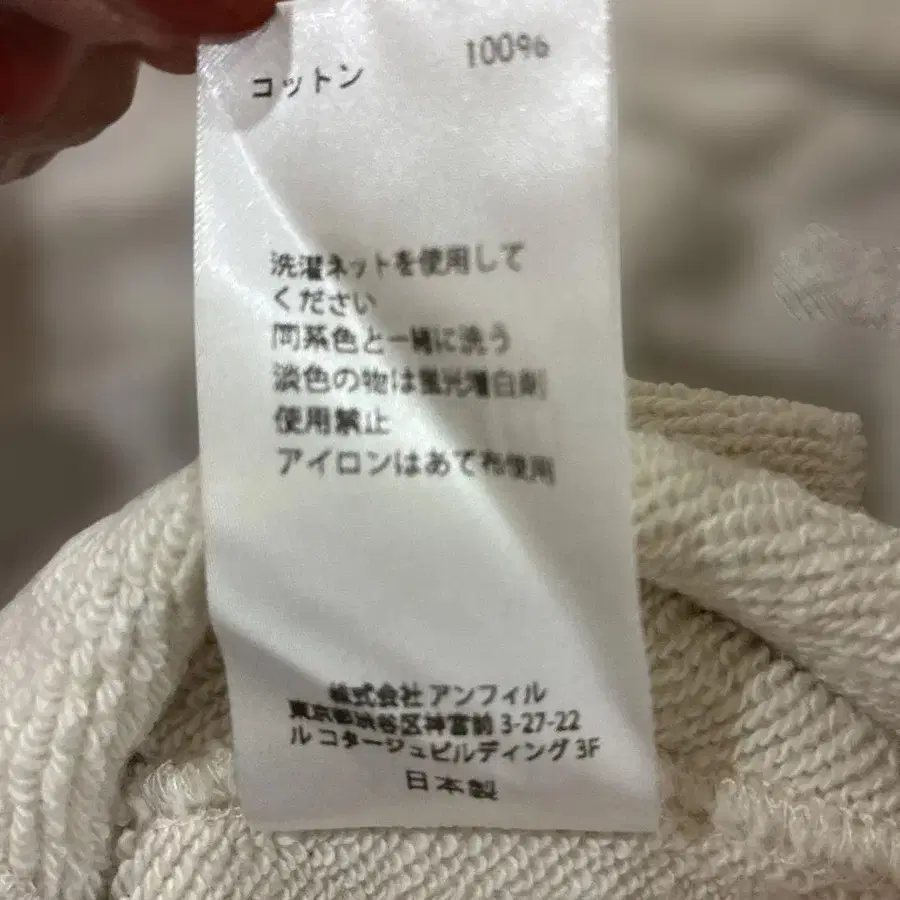 コットン 100%
洗濯ネットを使用して
ください
同系色と一緒に洗う
淡色の物は蛍光増白剤
使用禁止
アイロンはあて布使用
株式会社 アンフィル
東京都渋谷区神宮前 3-27-22
ル コタージュビルディング 3F
日本製